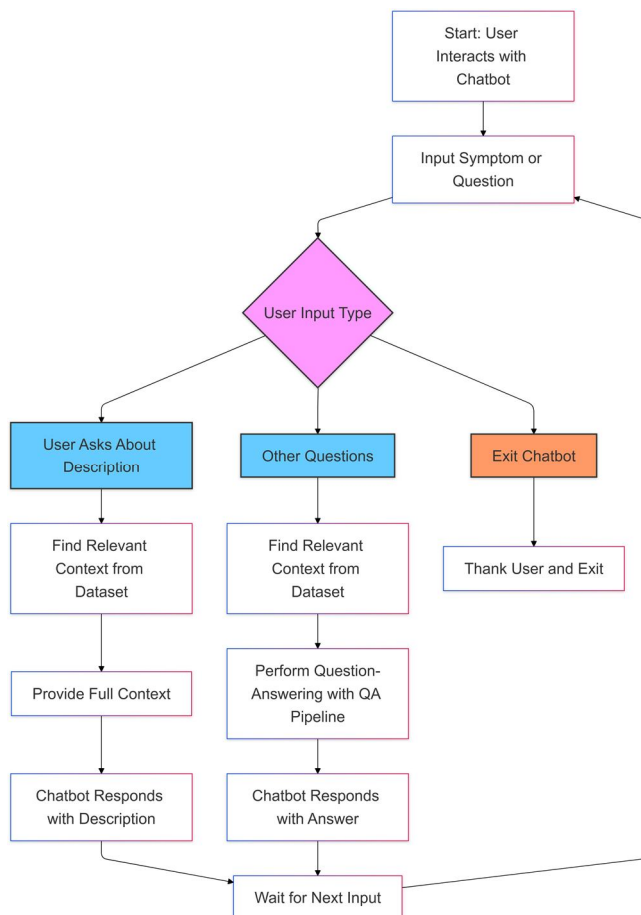 Start: User
Interacts with
Chatbot
Input Symptom or
Question
User Input Type
User Asks About
Description
Other Questions
Exit Chatbot
Find Relevant
Context from
Dataset
Find Relevant
Context from
Dataset
Thank User and Exit
Provide Full Context
Perform Question-
Answering with QA
Pipeline
Chatbot Responds
with Description
Chatbot Responds
with Answer
Wait for Next Input